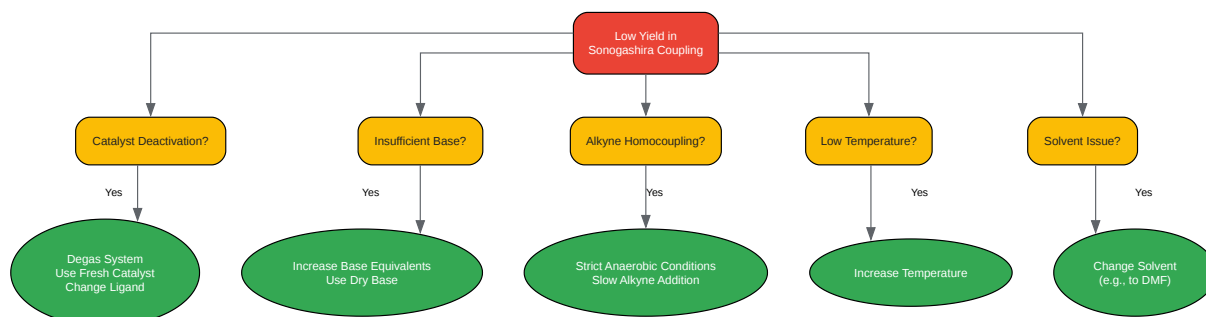 Low Yield in
Sonogashira Coupling
Catalyst Deactivation?
Insufficient Base?
Alkyne Homocoupling?
Low Temperature?
Solvent Issue?
Yes
Yes
Yes
Yes
Yes
Degas System
Use Fresh Catalyst
Change Ligand
Increase Base Equivalents
Use Dry Base
Strict Anaerobic Conditions
Slow Alkyne Addition
Increase Temperature
Change Solvent
(e.g., to DMF)